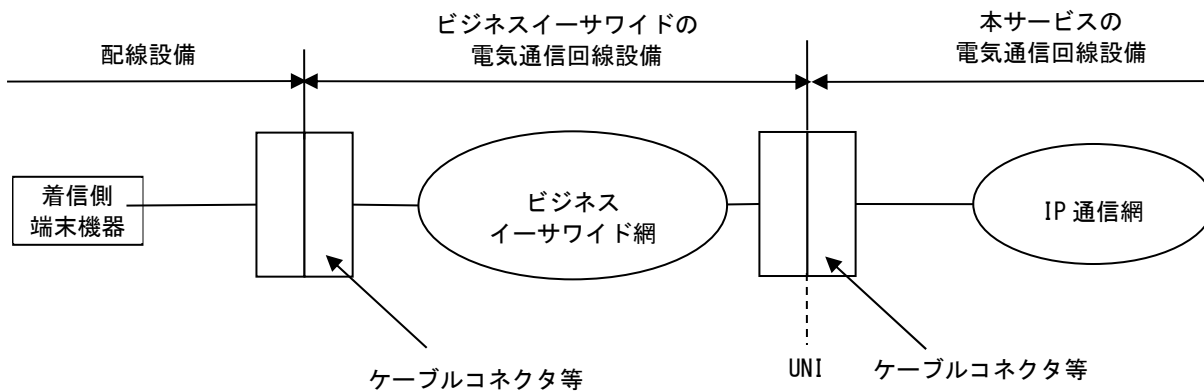 配線設備
ビジネスイーサワイドの
電気通信回線設備
本サービスの
電気通信回線設備
着信側
端末機器
ビジネス
イーサワイド網
IP 通信網
ケーブルコネクタ等
UNI
ケーブルコネクタ等